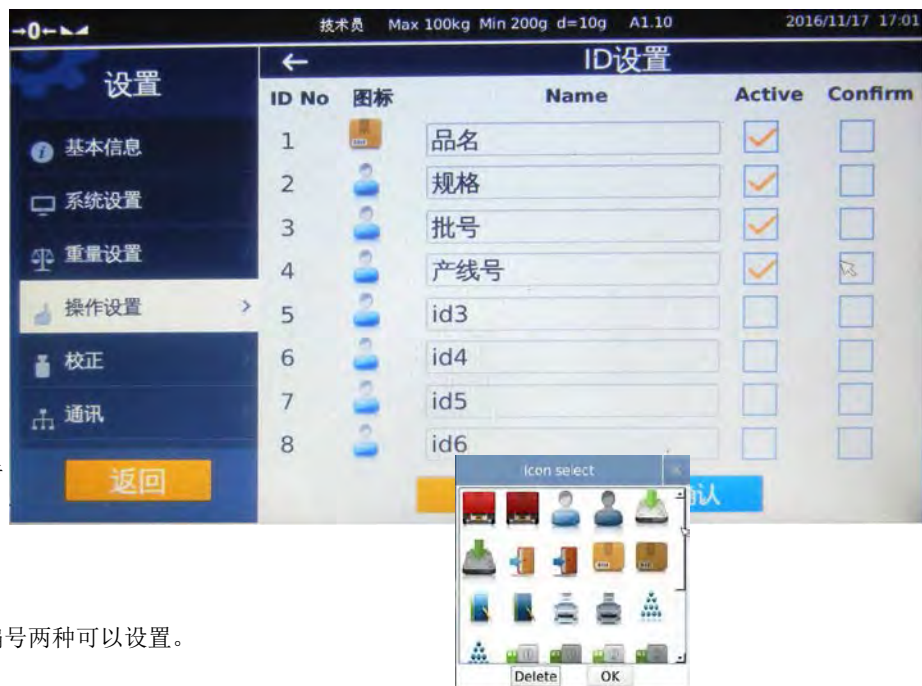 →0← 技术员 Max 100kg Min 200g d=10g A1.10 2016/11/17 17:01
设置
← ID设置
ID No 图标 Name Active Confirm
1 品名
2 规格
3 批号
4 产线号
5 id3
6 id4
7 id5
8 id6
基本信息
系统设置
重量设置
操作设置 >
校正
通讯
返回
认
Icon select
Delete OK
号两种可以设置。